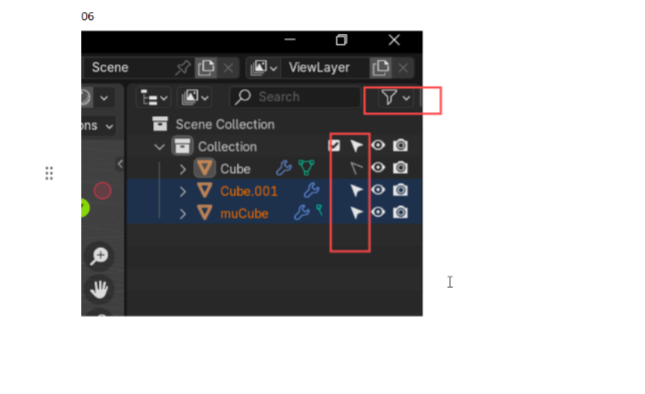 06
Scene
ViewLayer
Search
ons
Scene Collection
Collection
Cube
Cube.001
muCube